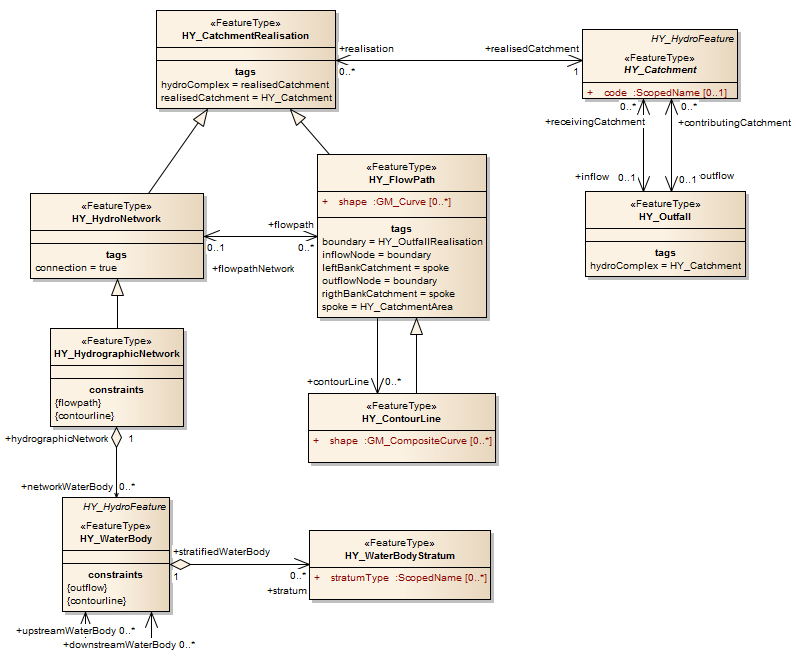 «FeatureType»
HY_CatchmentRealisation
tags
hydroComplex = realisedCatchment
realisedCatchment = HY_Catchment
+realisation
0..*
+realisedCatchment
1
HY_HydroFeature
«FeatureType»
HY_Catchment
+ code :ScopedName [0..1]
0..*
0..*
+receivingCatchment
+contributingCatchment
+inflow
0..1
0..1
outflow
«FeatureType»
HY_Outfall
tags
hydroComplex = HY_Catchment
«FeatureType»
HY_FlowPath
+ shape :GM_Curve [0..*]
tags
boundary = HY_OutfallRealisation
inflowNode = boundary
leftBankCatchment = spoke
outflowNode = boundary
rigthBankCatchment = spoke
spoke = HY_CatchmentArea
«FeatureType»
HY_HydroNetwork
tags
connection = true
+flowpath
0..1
0..*
+flowpathNetwork
«FeatureType»
HY_HydrographicNetwork
constraints
{flowpath}
{contourline}
+contourLine
0..*
«FeatureType»
HY_ContourLine
+ shape :GM_CompositeCurve [0..*]
+hydrographicNetwork
1
+networkWaterBody
0..*
HY_HydroFeature
«FeatureType»
HY_WaterBody
constraints
{outflow}
{contourline}
+stratifiedWaterBody
1
0..*
+stratum
«FeatureType»
HY_WaterBodyStratum
+ stratumType :ScopedName [0..*]
+upstreamWaterBody 0..*
+downstreamWaterBody 0..*